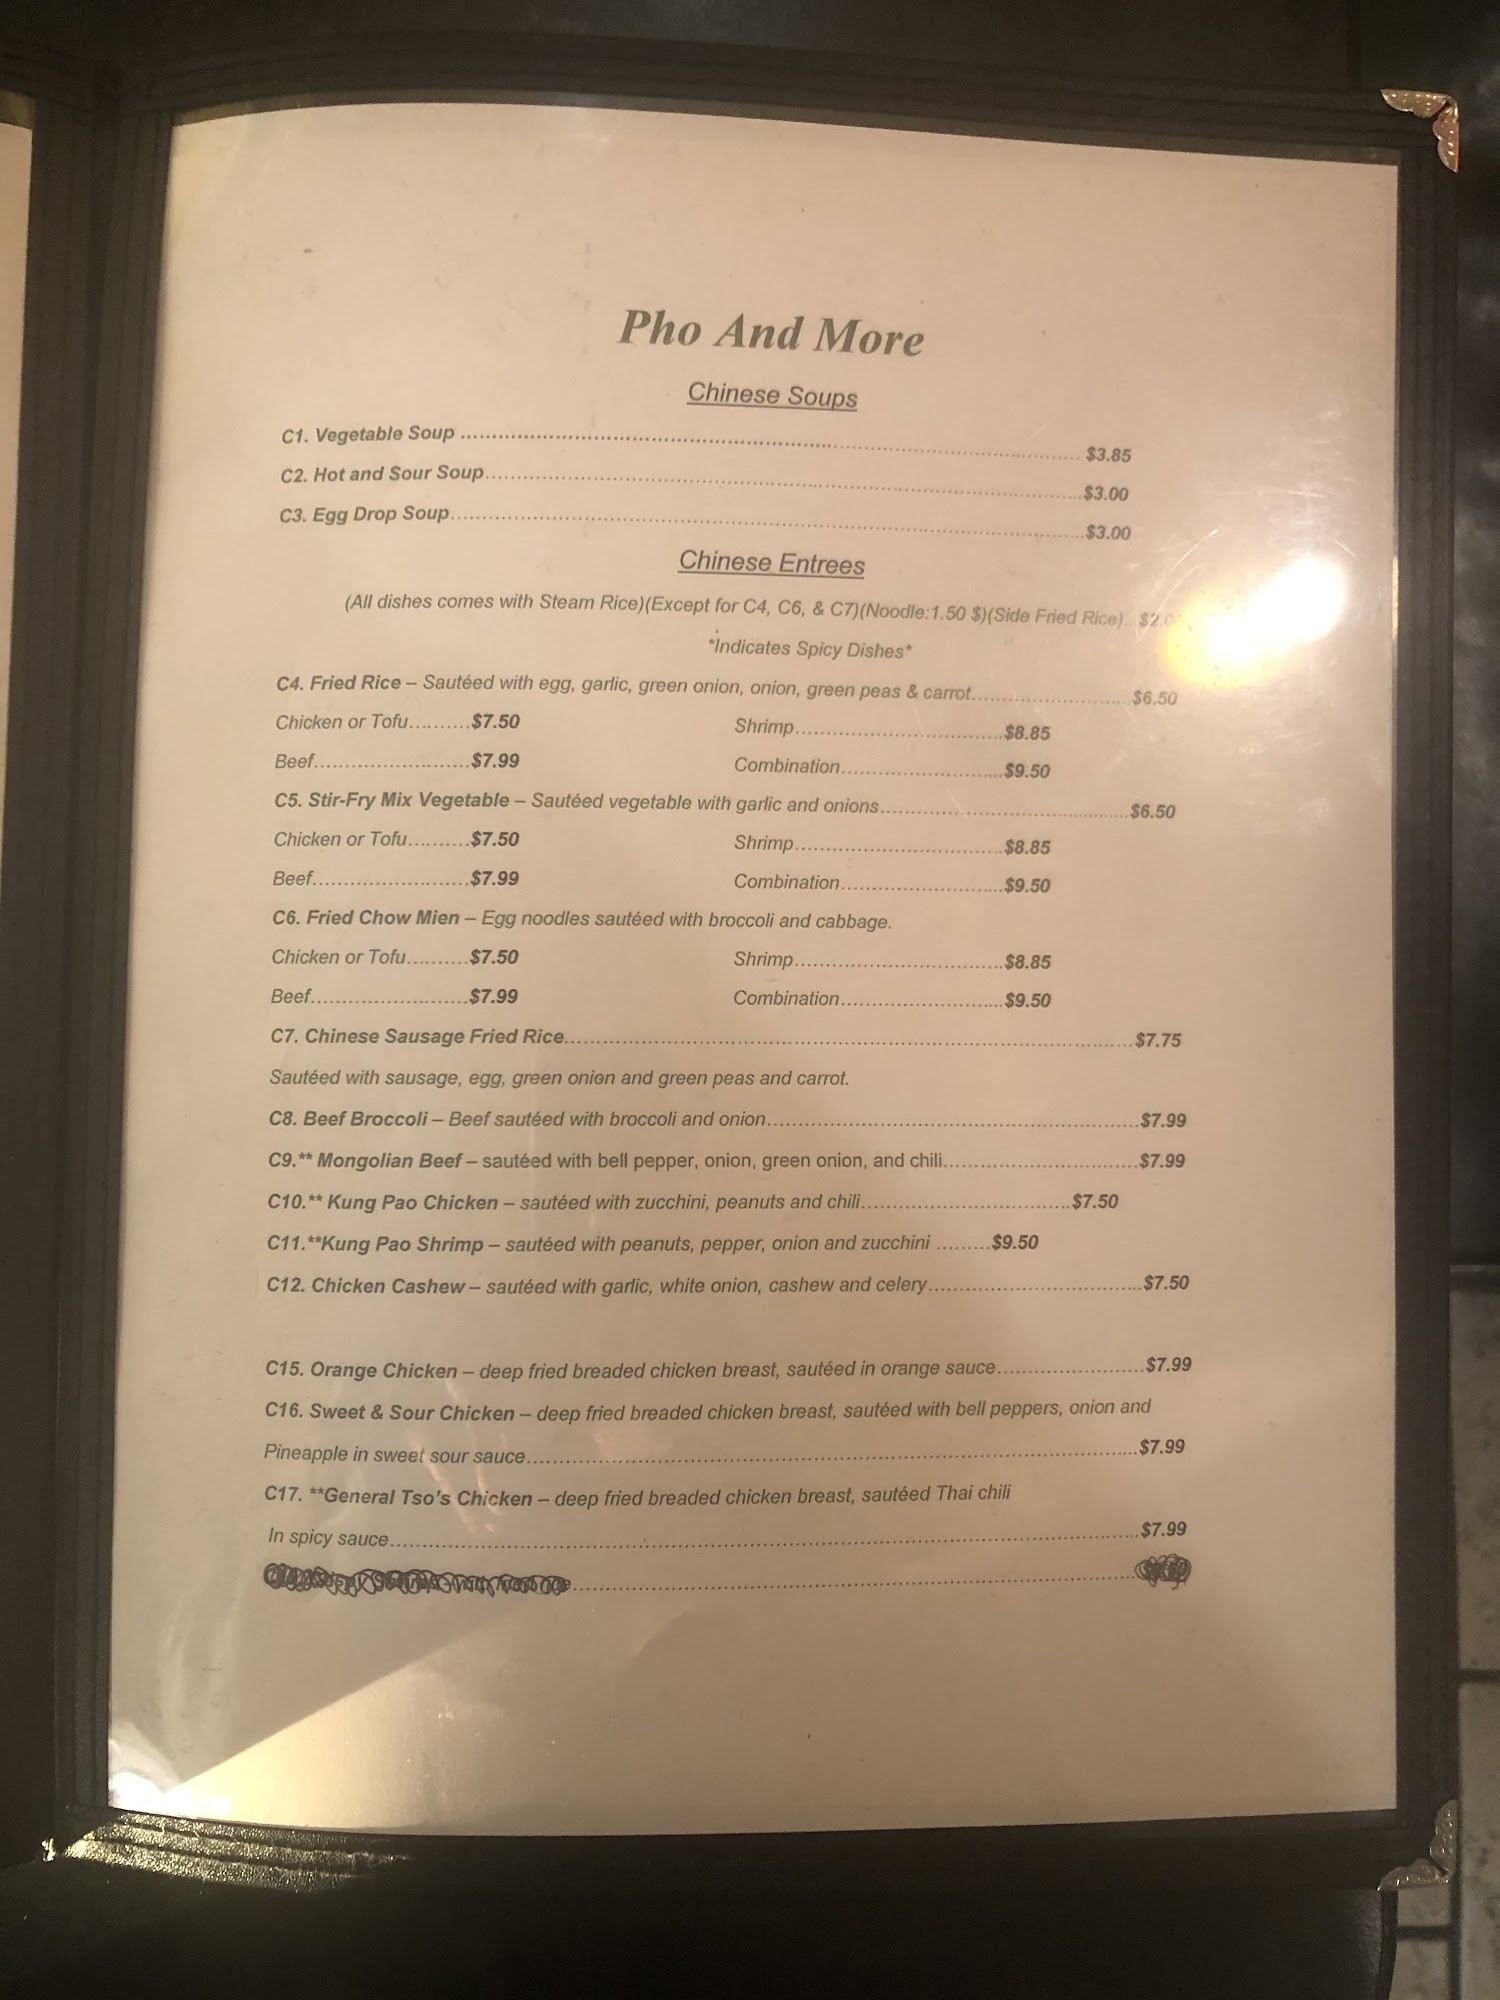 Pho And More
Chinese Soups
C1. Vegetable Soup ........................................ $3.85
C2. Hot and Sour Soup........................................$3.00
C3. Egg Drop Soup........................................$3.00
Chinese Entrees
(All dishes comes with Steam Rice)(Except for C4, C6, & C7)(Noodle:1.50 $)(Side Fried Rice).. $2.00
*Indicates Spicy Dishes*
C4. Fried Rice – Sautéed with egg, garlic, green onion, onion, green peas & carrot..........................$6.50
Chicken or Tofu..........$7.50 Shrimp..................................$8.85
Beef..........................$7.99 Combination..........................$9.50
C5. Stir-Fry Mix Vegetable – Sautéed vegetable with garlic and onions........................................$6.50
Chicken or Tofu..........$7.50 Shrimp..................................$8.85
Beef..........................$7.99 Combination..........................$9.50
C6. Fried Chow Mien – Egg noodles sautéed with broccoli and cabbage.
Chicken or Tofu..........$7.50 Shrimp..................................$8.85
Beef..........................$7.99 Combination..........................$9.50
C7. Chinese Sausage Fried Rice........................................$7.75
Sautéed with sausage, egg, green onion and green peas and carrot.
C8. Beef Broccoli – Beef sautéed with broccoli and onion........................................$7.99
C9.** Mongolian Beef – sautéed with bell pepper, onion, green onion, and chili................................$7.99
C10.** Kung Pao Chicken – sautéed with zucchini, peanuts and chili..................................$7.50
C11.**Kung Pao Shrimp – sautéed with peanuts, pepper, onion and zucchini .........$9.50
C12. Chicken Cashew – sautéed with garlic, white onion, cashew and celery..................................$7.50
C15. Orange Chicken – deep fried breaded chicken breast, sautéed in orange sauce........................$7.99
C16. Sweet & Sour Chicken – deep fried breaded chicken breast, sautéed with bell peppers, onion and
Pineapple in sweet sour sauce........................................$7.99
C17. **General Tso's Chicken – deep fried breaded chicken breast, sautéed Thai chili
In spicy sauce........................................$7.99